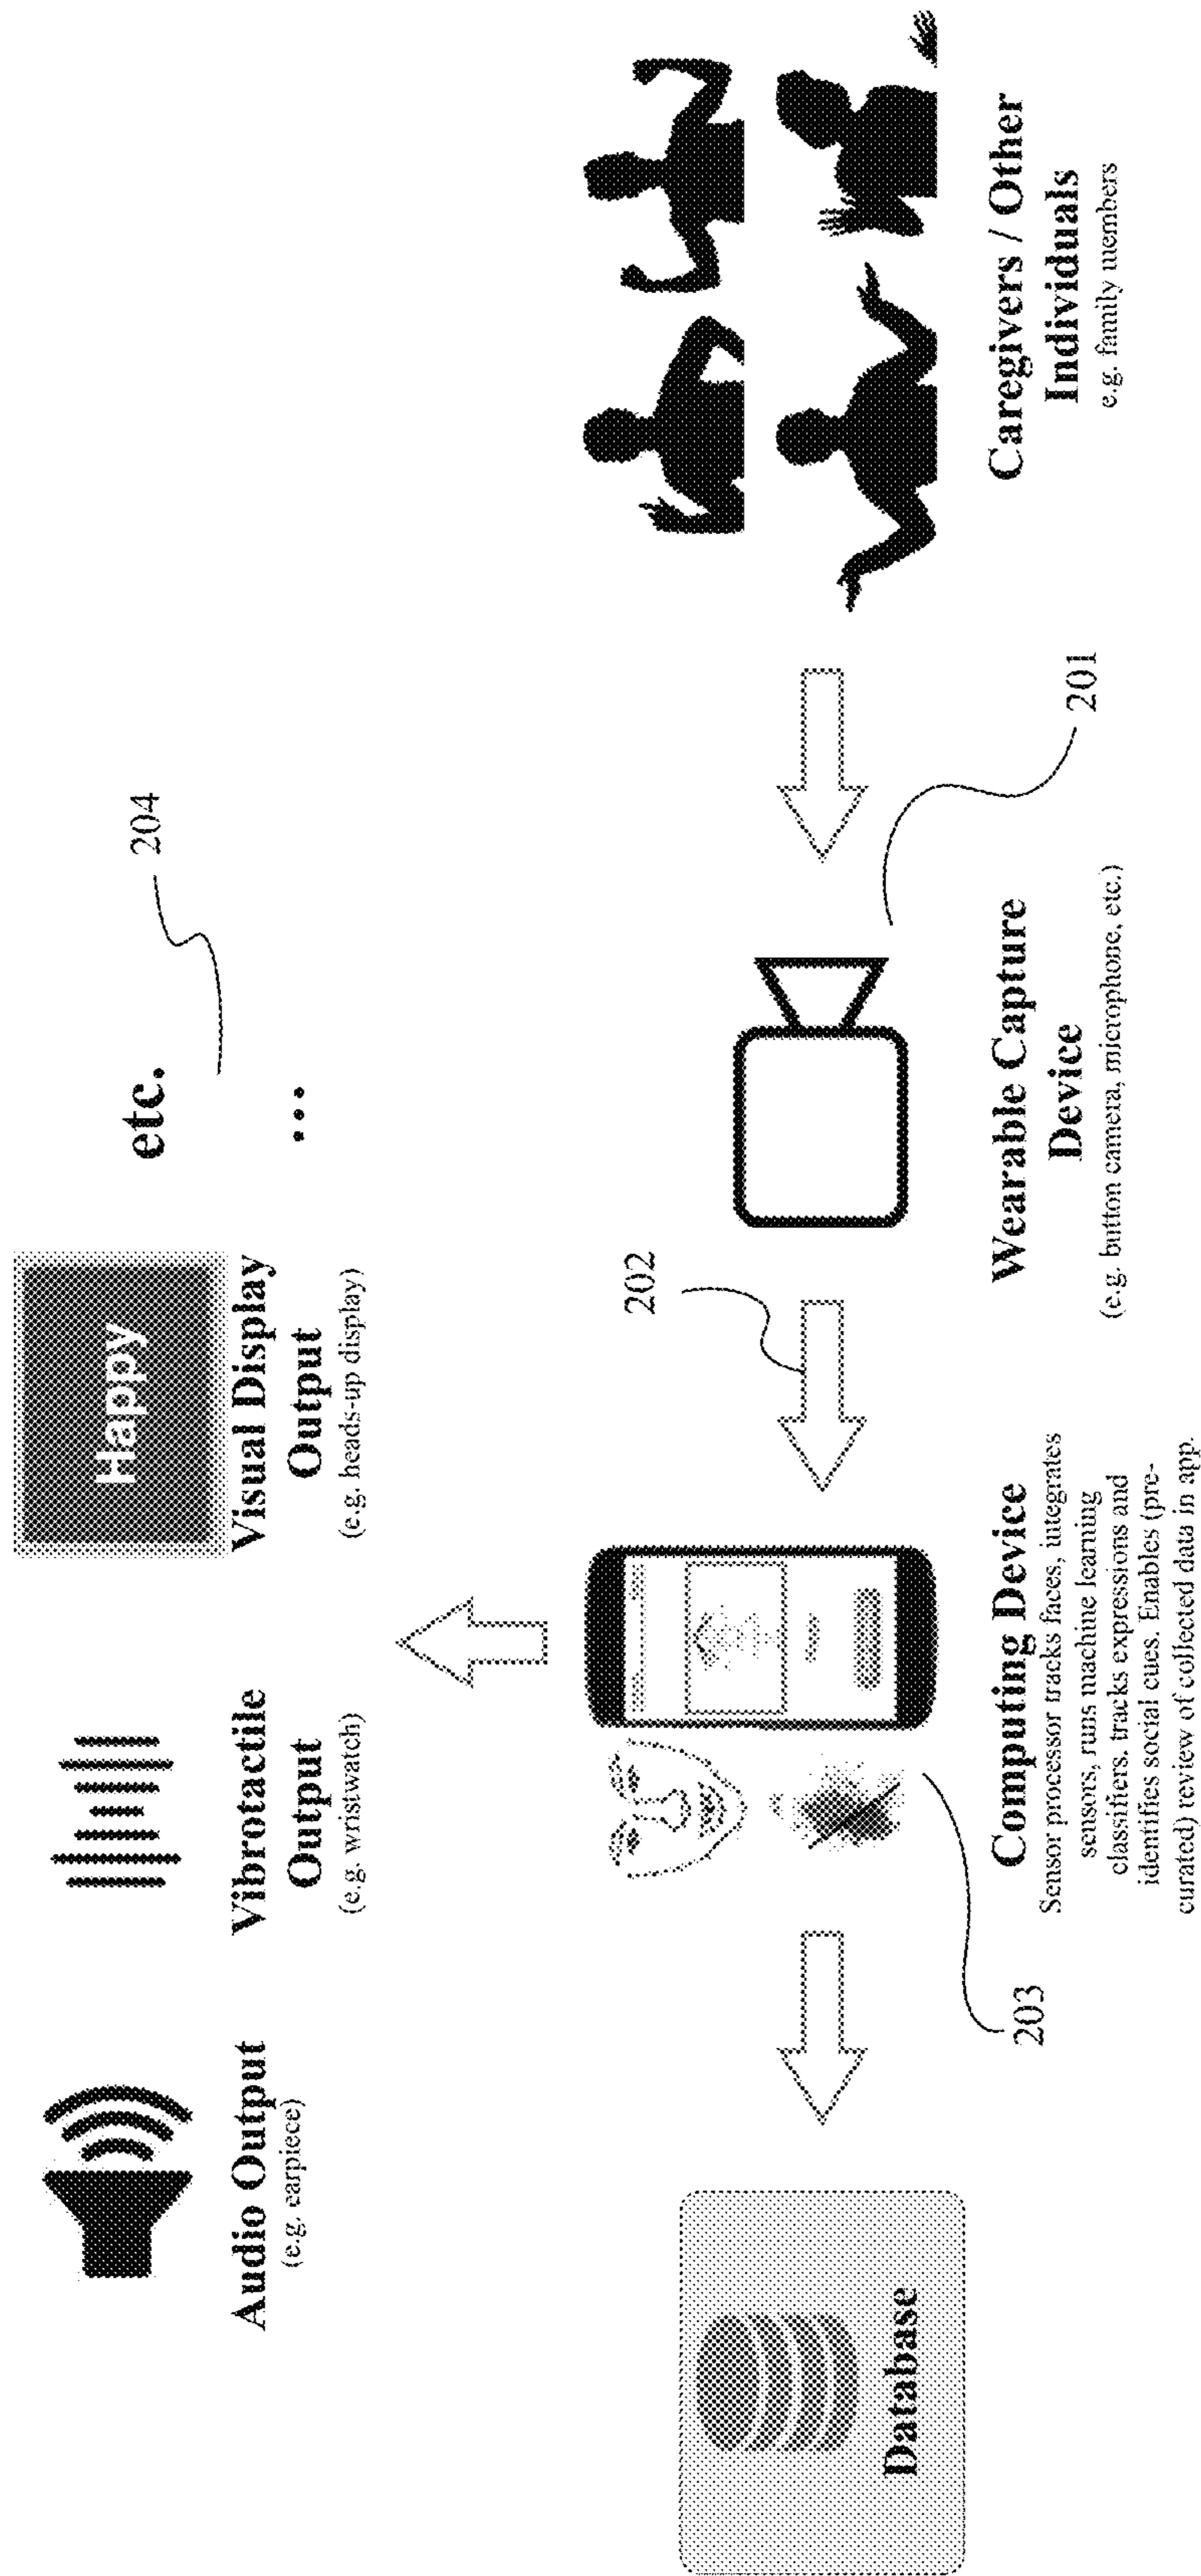 Audio Output
(e.g. earpiece)
Vibrotactile
Output
(e.g. wristwatch)
Happy
Visual Display
Output
(e.g. heads-up display)
etc.
...
204
Database
203
Computing Device
Sensor processor tracks faces, integrates
sensors, runs machine learning
classifiers, tracks expressions and
identifies social cues. Enables (pre-
curated) review of collected data in app.
202
Wearable Capture
Device
(e.g. button camera, microphone, etc.)
201
Caregivers / Other
Individuals
e.g. family members